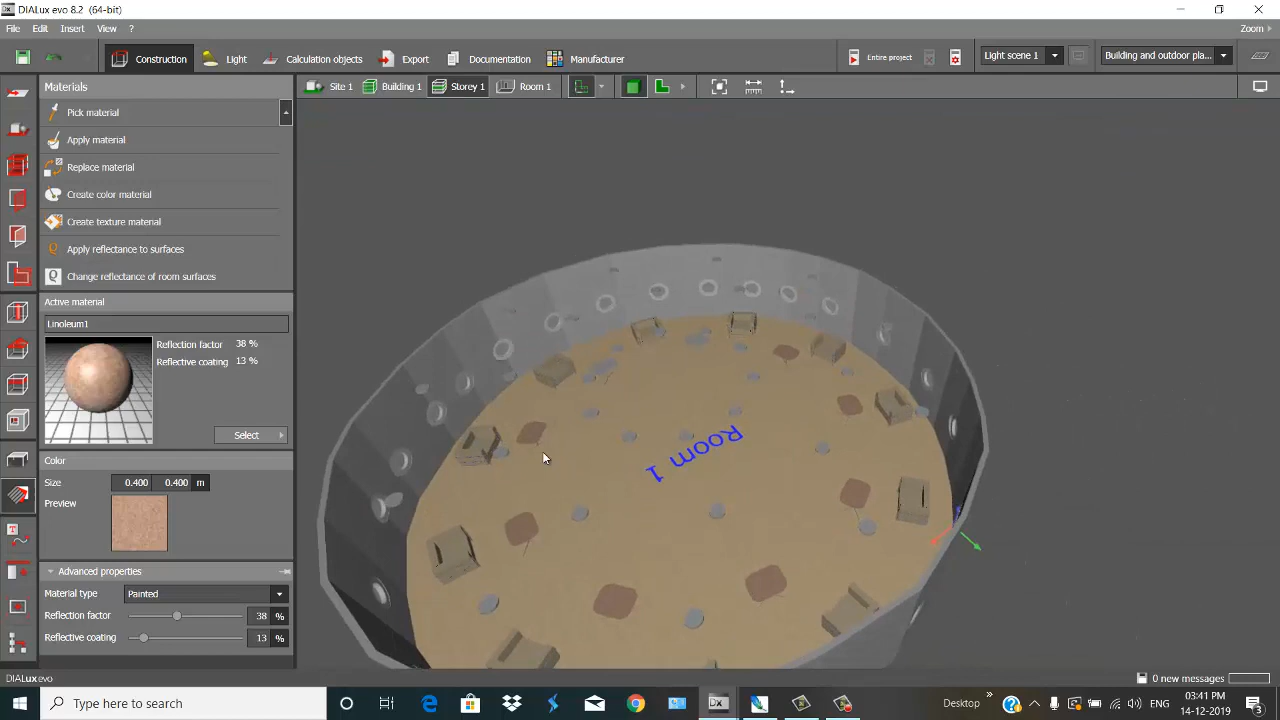 DIALux evo 8.2 (64-bit)
File Edit Insert View ? Zoom
Construction Light Calculation objects Export Documentation Manufacturer Entire project Light scene 1 Building and outdoor pla...
Materials Site 1 Building 1 Storey 1 Room 1
Pick material
Apply material
Replace material
Create color material
Create texture material
Apply reflectance to surfaces
Change reflectance of room surfaces
Active material
Linoleum1
Reflection factor 38 %
Reflective coating 13 %
Select
Color
Size 0.400 0.400 m
Preview
Advanced properties
Material type Painted
Reflection factor 38 %
Reflective coating 13 %
Room 1
DIALux evo 0 new messages
Type here to search Desktop » ENG 03:41 PM
14-12-2019
3